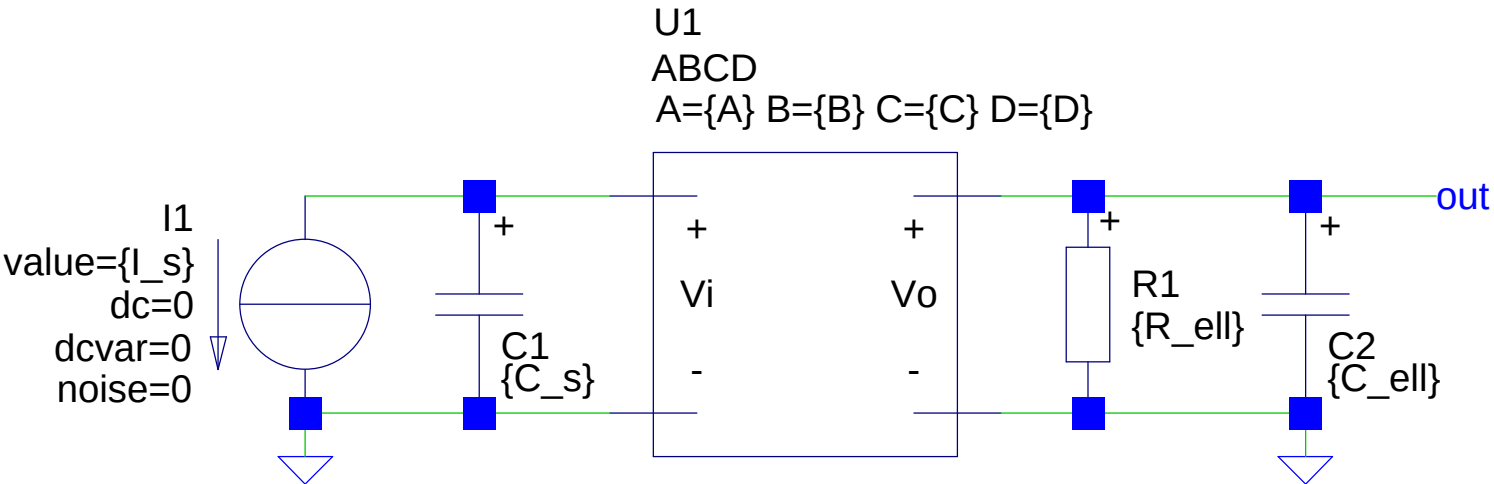 U1
ABCD
A={A} B={B} C={C} D={D}
I1
value={I_s}
dc=0
dcvar=0
noise=0
+
C1
{C_s}
+
Vi
-
+
Vo
-
+
R1
{R_ell}
+
C2
{C_ell}
out